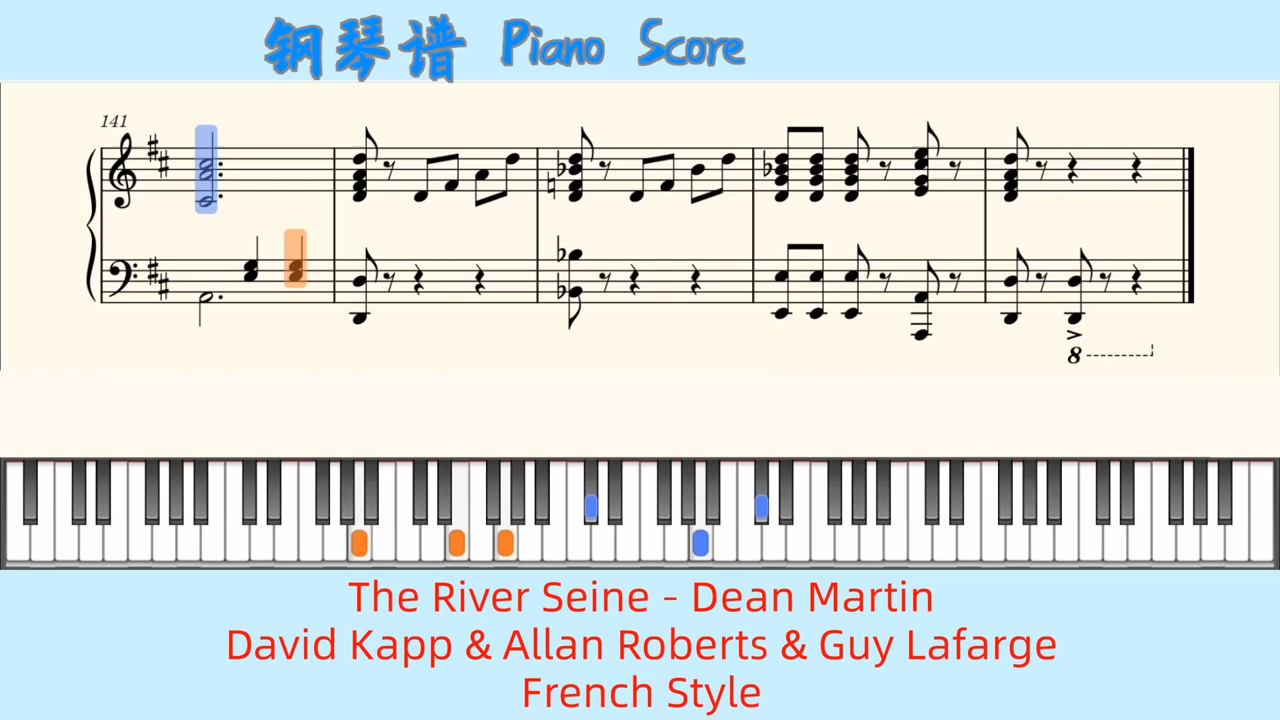 钢琴谱 Piano Score
141
8
The River Seine - Dean Martin
David Kapp & Allan Roberts & Guy Lafarge
French Style